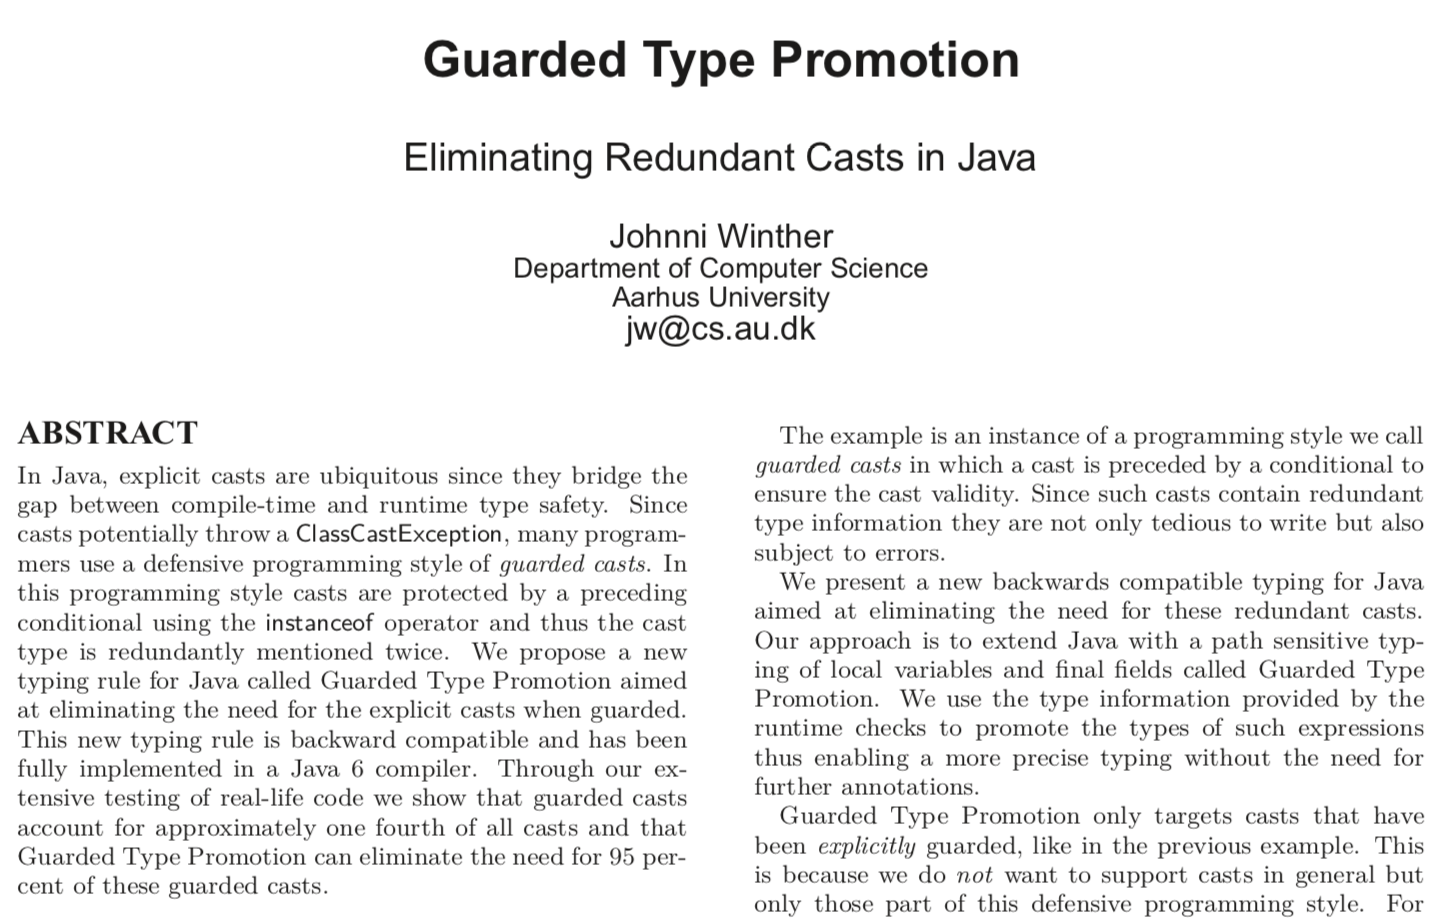 Guarded Type Promotion
Eliminating Redundant Casts in Java
Johnni Winther
Department of Computer Science
Aarhus University
jw@cs.au.dk
ABSTRACT
In Java, explicit casts are ubiquitous since they bridge the
gap between compile-time and runtime type safety. Since
casts potentially throw a ClassCastException, many program-
mers use a defensive programming style of guarded casts. In
this programming style casts are protected by a preceding
conditional using the instanceof operator and thus the cast
type is redundantly mentioned twice. We propose a new
typing rule for Java called Guarded Type Promotion aimed
at eliminating the need for the explicit casts when guarded.
This new typing rule is backward compatible and has been
fully implemented in a Java 6 compiler. Through our ex-
tensive testing of real-life code we show that guarded casts
account for approximately one fourth of all casts and that
Guarded Type Promotion can eliminate the need for 95 per-
cent of these guarded casts.
The example is an instance of a programming style we call
guarded casts in which a cast is preceded by a conditional to
ensure the cast validity. Since such casts contain redundant
type information they are not only tedious to write but also
subject to errors.
We present a new backwards compatible typing for Java
aimed at eliminating the need for these redundant casts.
Our approach is to extend Java with a path sensitive typ-
ing of local variables and final fields called Guarded Type
Promotion. We use the type information provided by the
runtime checks to promote the types of such expressions
thus enabling a more precise typing without the need for
further annotations.
Guarded Type Promotion only targets casts that have
been explicitly guarded, like in the previous example. This
is because we do not want to support casts in general but
only those part of this defensive programming style. For